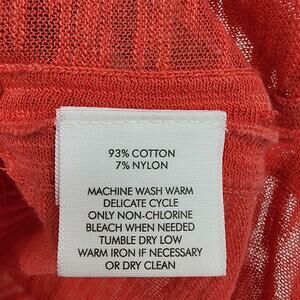 93% COTTON
7% NYLON
MACHINE WASH WARM
DELICATE CYCLE
ONLY NON-CHLORINE
BLEACH WHEN NEEDED
TUMBLE DRY LOW
WARM IRON IF NECESSARY
OR DRY CLEAN